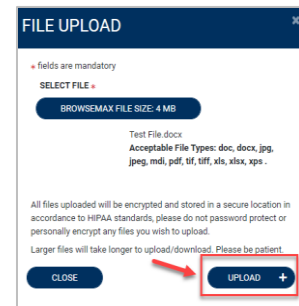 FILE UPLOAD ×
* fields are mandatory
SELECT FILE *
BROWSEMAX FILE SIZE: 4 MB
Test File.docx
Acceptable File Types: doc, docx, jpg,
jpeg, mdi, pdf, tif, tiff, xls, xlsx, xps .
All files uploaded will be encrypted and stored in a secure location in
accordance to HIPAA standards, please do not password protect or
personally encrypt any files you wish to upload.
Larger files will take longer to upload/download. Please be patient.
CLOSE
UPLOAD +